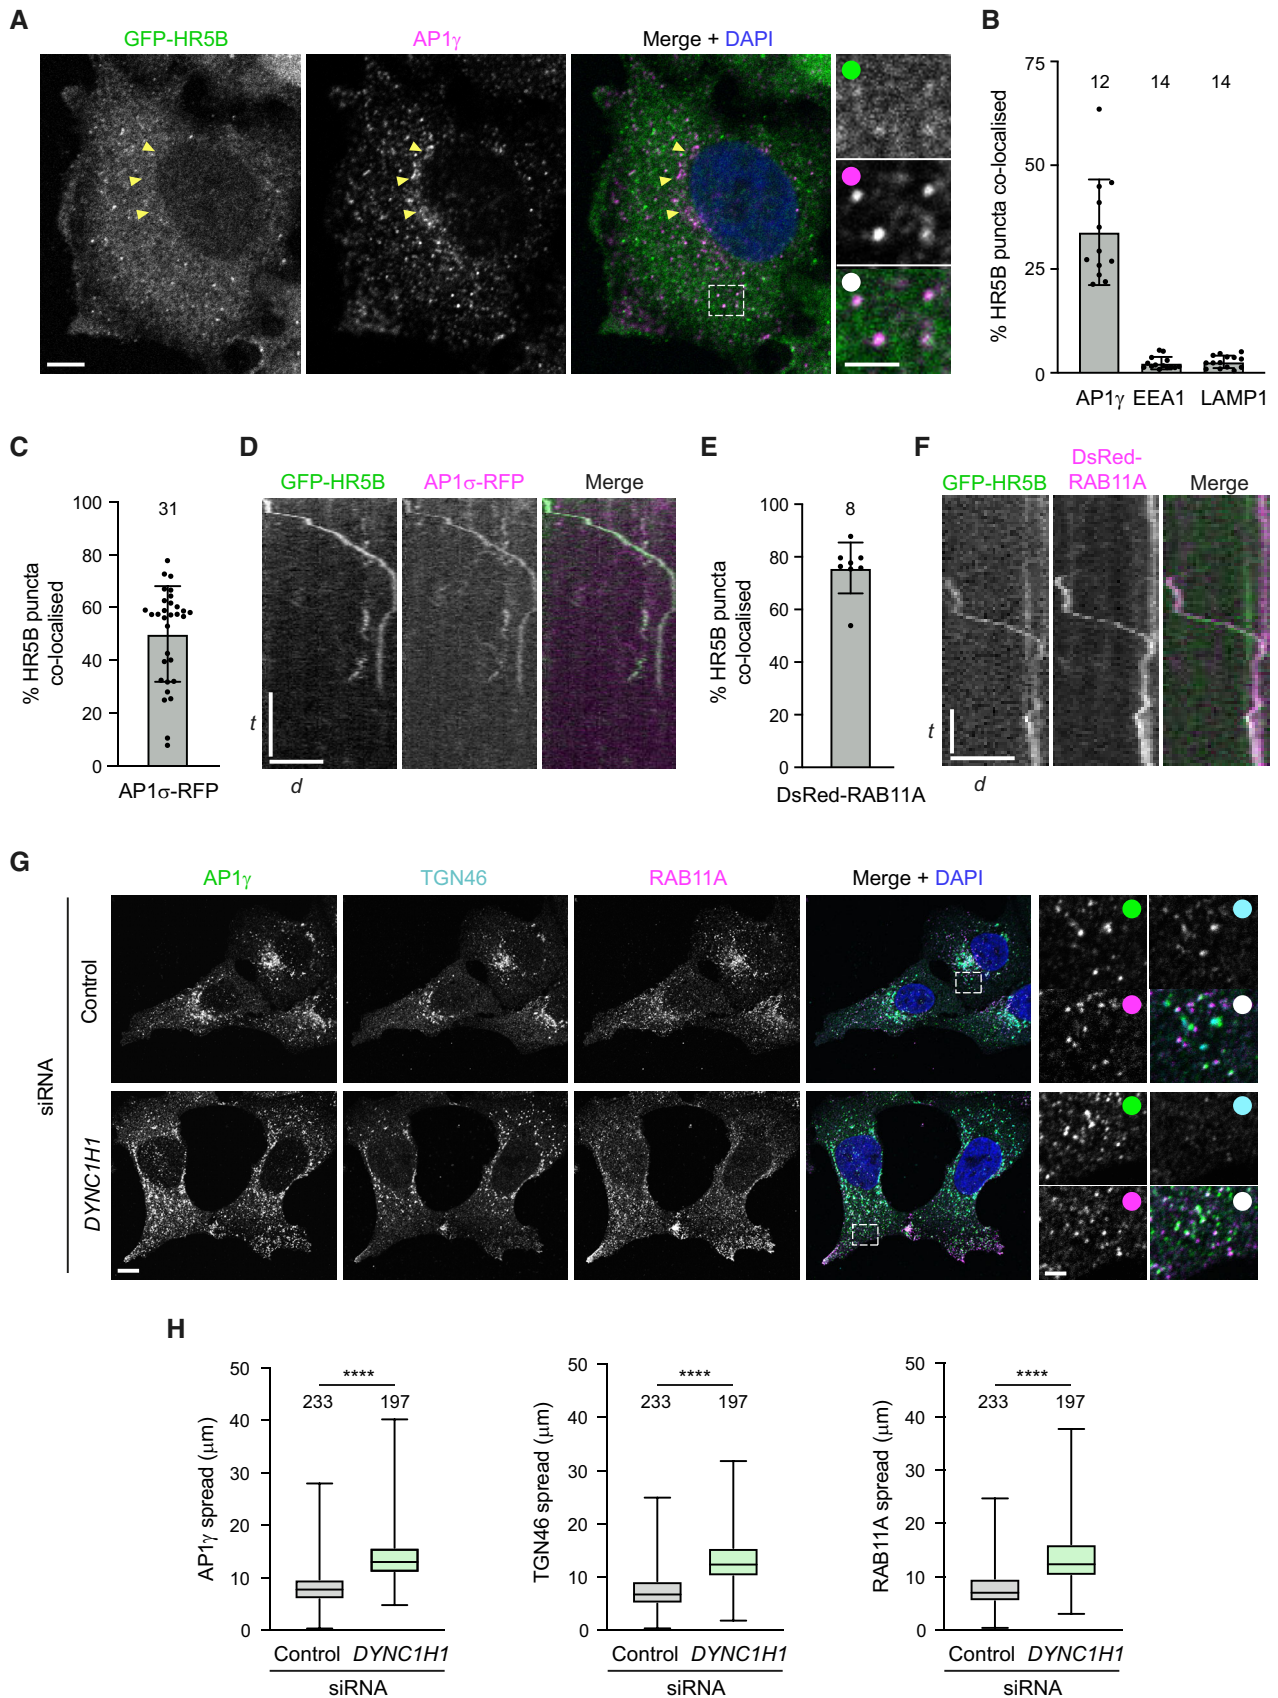 A
GFP-HR5B
AP1γ
Merge + DAPI
B
% HR5B puncta co-localised
75
50
25
0
12
14
14
AP1γ
EEA1
LAMP1
C
% HR5B puncta
co-localised
100
80
60
40
20
0
31
AP1σ-RFP
D
GFP-HR5B
AP1σ-RFP
Merge
t
d
E
% HR5B puncta
co-localised
100
80
60
40
20
0
8
DsRed-RAB11A
F
GFP-HR5B
DsRed-
RAB11A
Merge
t
d
G
AP1γ
TGN46
RAB11A
Merge + DAPI
siRNA
Control
DYNC1H1
H
AP1γ spread (μm)
50
40
30
20
10
0
****
233
197
Control
DYNC1H1
siRNA
TGN46 spread (μm)
50
40
30
20
10
0
****
233
197
Control
DYNC1H1
siRNA
RAB11A spread (μm)
50
40
30
20
10
0
****
233
197
Control
DYNC1H1
siRNA